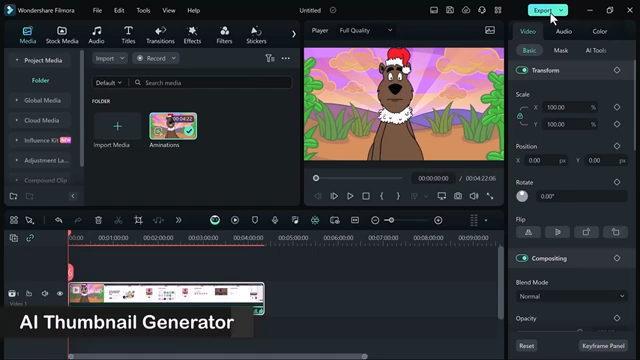 Wondershare Filmora
File
Edit
Tools
View
Help
Untitled
Export
Media
Stock Media
Audio
Titles
Transitions
Effects
Filters
Stickers
Player
Full Quality
Video
Audio
Color
Project Media
Import
Record
Basic
Mask
AI Tools
Folder
Default
Search media
Transform
Global Media
FOLDER
Scale
Cloud Media
00:04:22
X
100.00
%
Influence Kit
NEW
Y
100.00
%
Adjustment La...
Import Media
Aminations
Position
Compound Clip
X
0.00
px
Y
0.00
px
00:00:00:00
/
00:04:22:06
Rotate
0.00°
Flip
00:00
00:01:00:00
00:02:00:00
00:03:00:00
00:04:00:00
00:05:00:00
00:06:00:00
00:07:00:00
00:08:00:00
00:09:00:00
Compositing
Blend Mode
Normal
Video 1
Opacity
AI Thumbnail Generator
Reset
Keyframe Panel